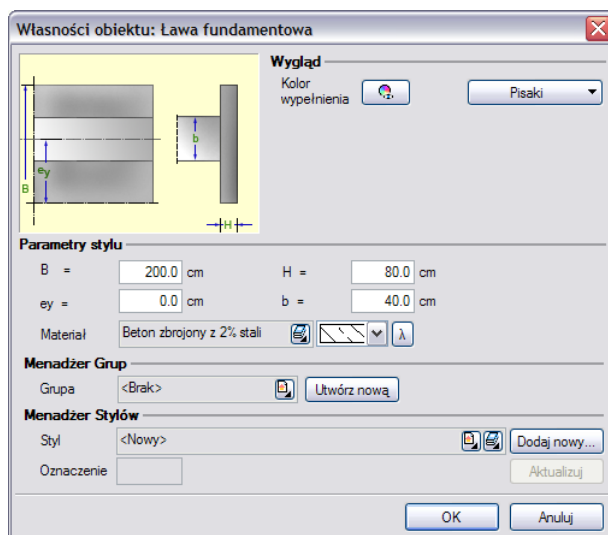 Własności obiektu: Ława fundamentowa
B
ey
b
H
Wygląd
Kolor wypełnienia
Pisaki
Parametry stylu
B = 200.0 cm H = 80.0 cm
ey = 0.0 cm b = 40.0 cm
Materiał Beton zbrojony z 2% stali λ
Menadżer Grup
Grupa <Brak> Utwórz nową
Menadżer Stylów
Styl <Nowy> Dodaj nowy...
Oznaczenie Aktualizuj
OK Anuluj